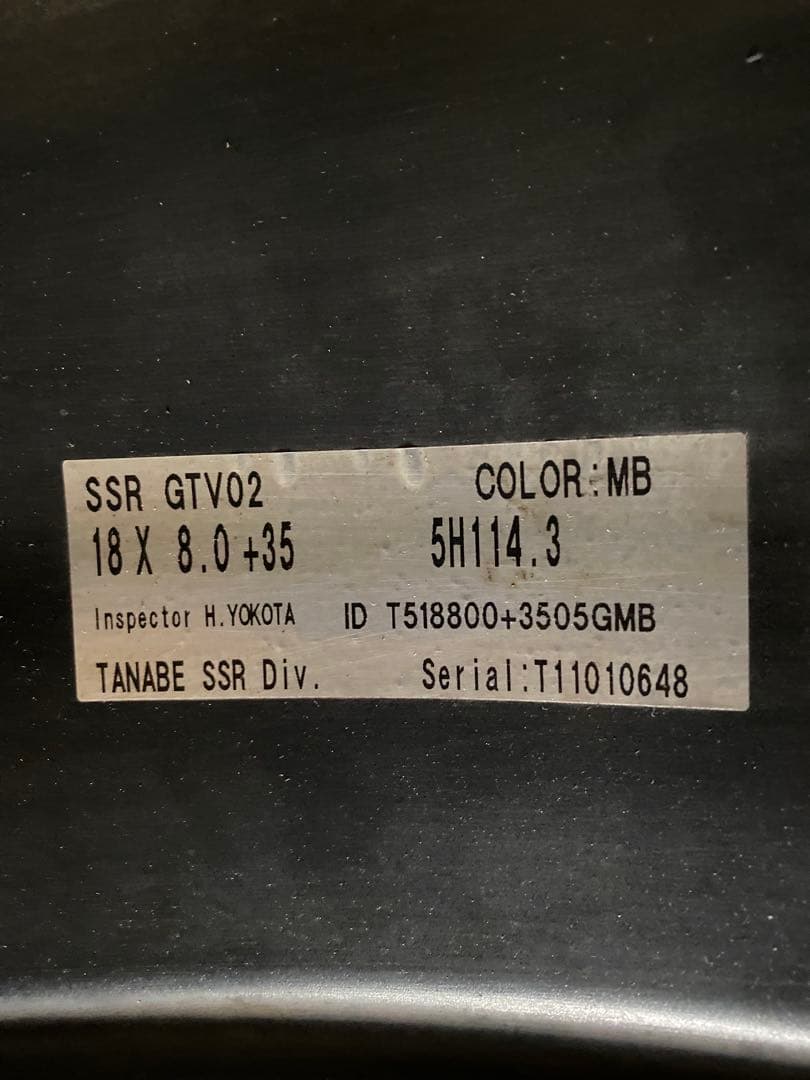 SSR GTV02 COLOR:MB
18 X 8.0 +35 5H114.3
Inspector H.YOKOTA ID T518800+3505GMB
TANABE SSR Div. Serial:T11010648